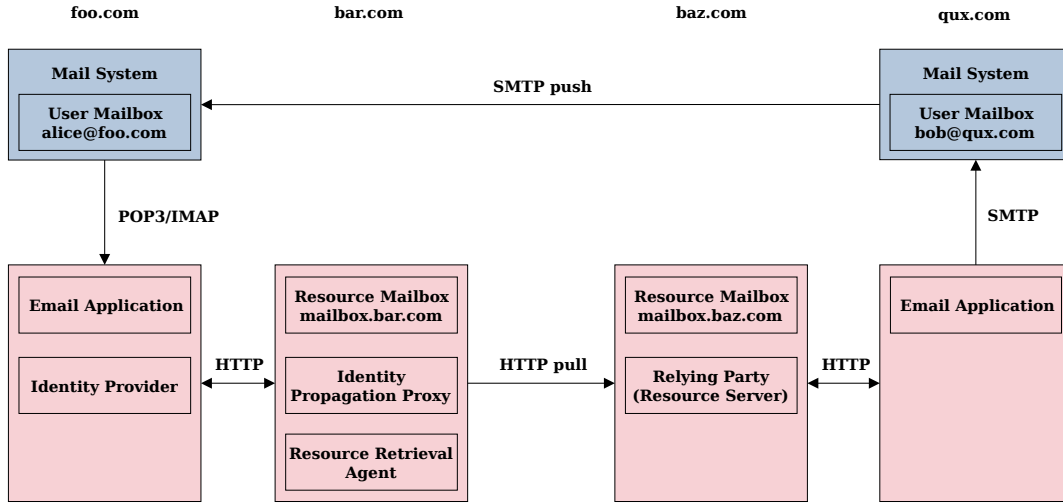 foo.com
bar.com
baz.com
qux.com
Mail System
User Mailbox
alice@foo.com
SMTP push
Mail System
User Mailbox
bob@qux.com
POP3/IMAP
SMTP
Email Application
Identity Provider
HTTP
Resource Mailbox
mailbox.bar.com
Identity
Propagation Proxy
Resource Retrieval
Agent
HTTP pull
Resource Mailbox
mailbox.baz.com
Relying Party
(Resource Server)
HTTP
Email Application